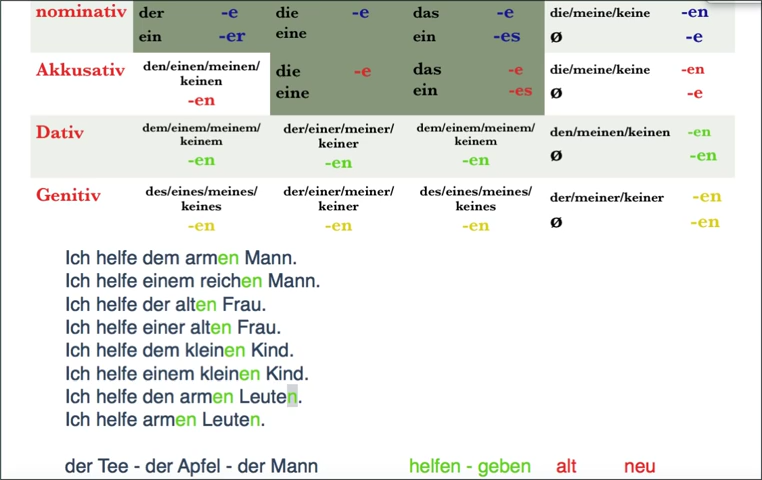 nominativ der -e die -e das -e die/meine/keine -en
ein -er eine ein -es Ø -e
Akkusativ den/einen/meinen/ die -e das -e die/meine/keine -en
keinen eine ein -es Ø -e
-en
Dativ dem/einem/meinem/ der/einer/meiner/ dem/einem/meinem/ den/meinen/keinen -en
keinem keiner keinem Ø -en
-en -en -en
Genitiv des/eines/meines/ der/einer/meiner/ des/eines/meines/ der/meiner/keiner -en
keines keiner keines Ø -en
-en -en -en
Ich helfe dem armen Mann.
Ich helfe einem reichen Mann.
Ich helfe der alten Frau.
Ich helfe einer alten Frau.
Ich helfe dem kleinen Kind.
Ich helfe einem kleinen Kind.
Ich helfe den armen Leuten.
Ich helfe armen Leuten.
der Tee - der Apfel - der Mann helfen - geben alt neu